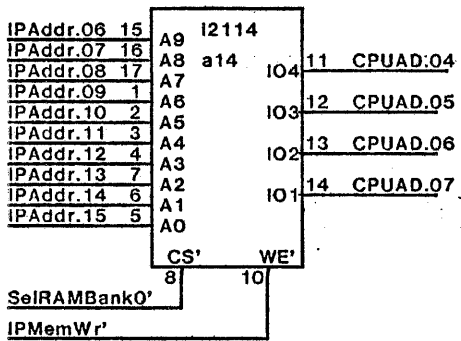 I2114
a14
IPAddr.06 15 A9
IPAddr.07 16 A8
IPAddr.08 17 A7
IPAddr.09 1 A6
IPAddr.10 2 A5
IPAddr.11 3 A4
IPAddr.12 4 A3
IPAddr.13 7 A2
IPAddr.14 6 A1
IPAddr.15 5 A0
IO4 11 CPUAD.04
IO3 12 CPUAD.05
IO2 13 CPUAD.06
IO1 14 CPUAD.07
CS' WE'
8 10
SelRAMBank0'
IPMemWr'